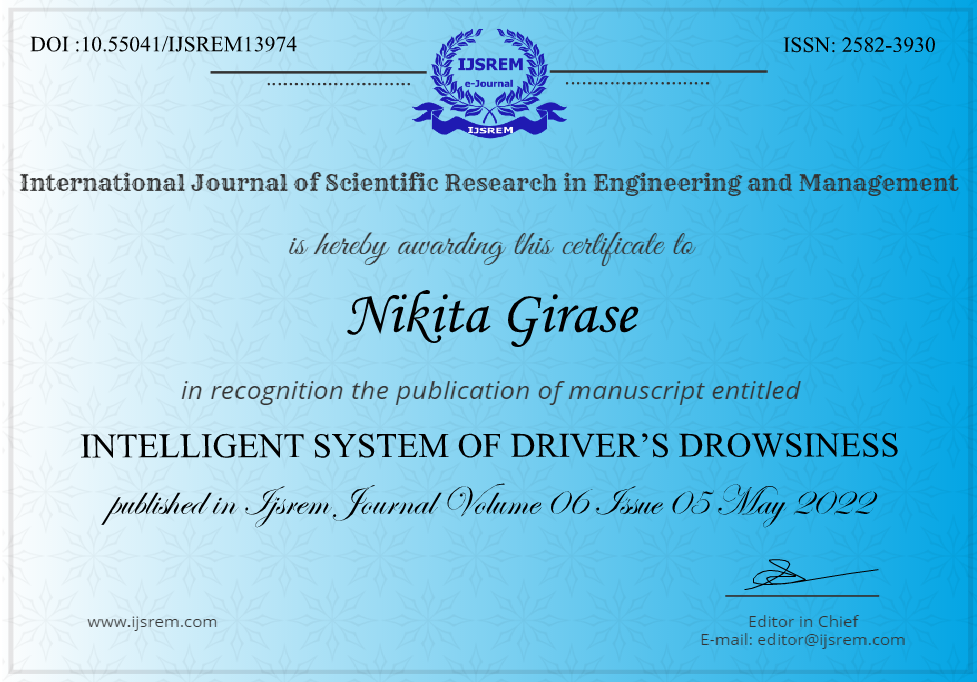 DOI :10.55041/IJSREM13974
ISSN: 2582-3930
IJSREM
e-Journal
IJSREM
International Journal of Scientific Research in Engineering and Management
is hereby awarding this certificate to
Nikita Girase
in recognition the publication of manuscript entitled
INTELLIGENT SYSTEM OF DRIVER’S DROWSINESS
published in Ijsrem Journal Volume 06 Issue 05 May 2022
www.ijsrem.com
Editor in Chief
E-mail: editor@ijsrem.com